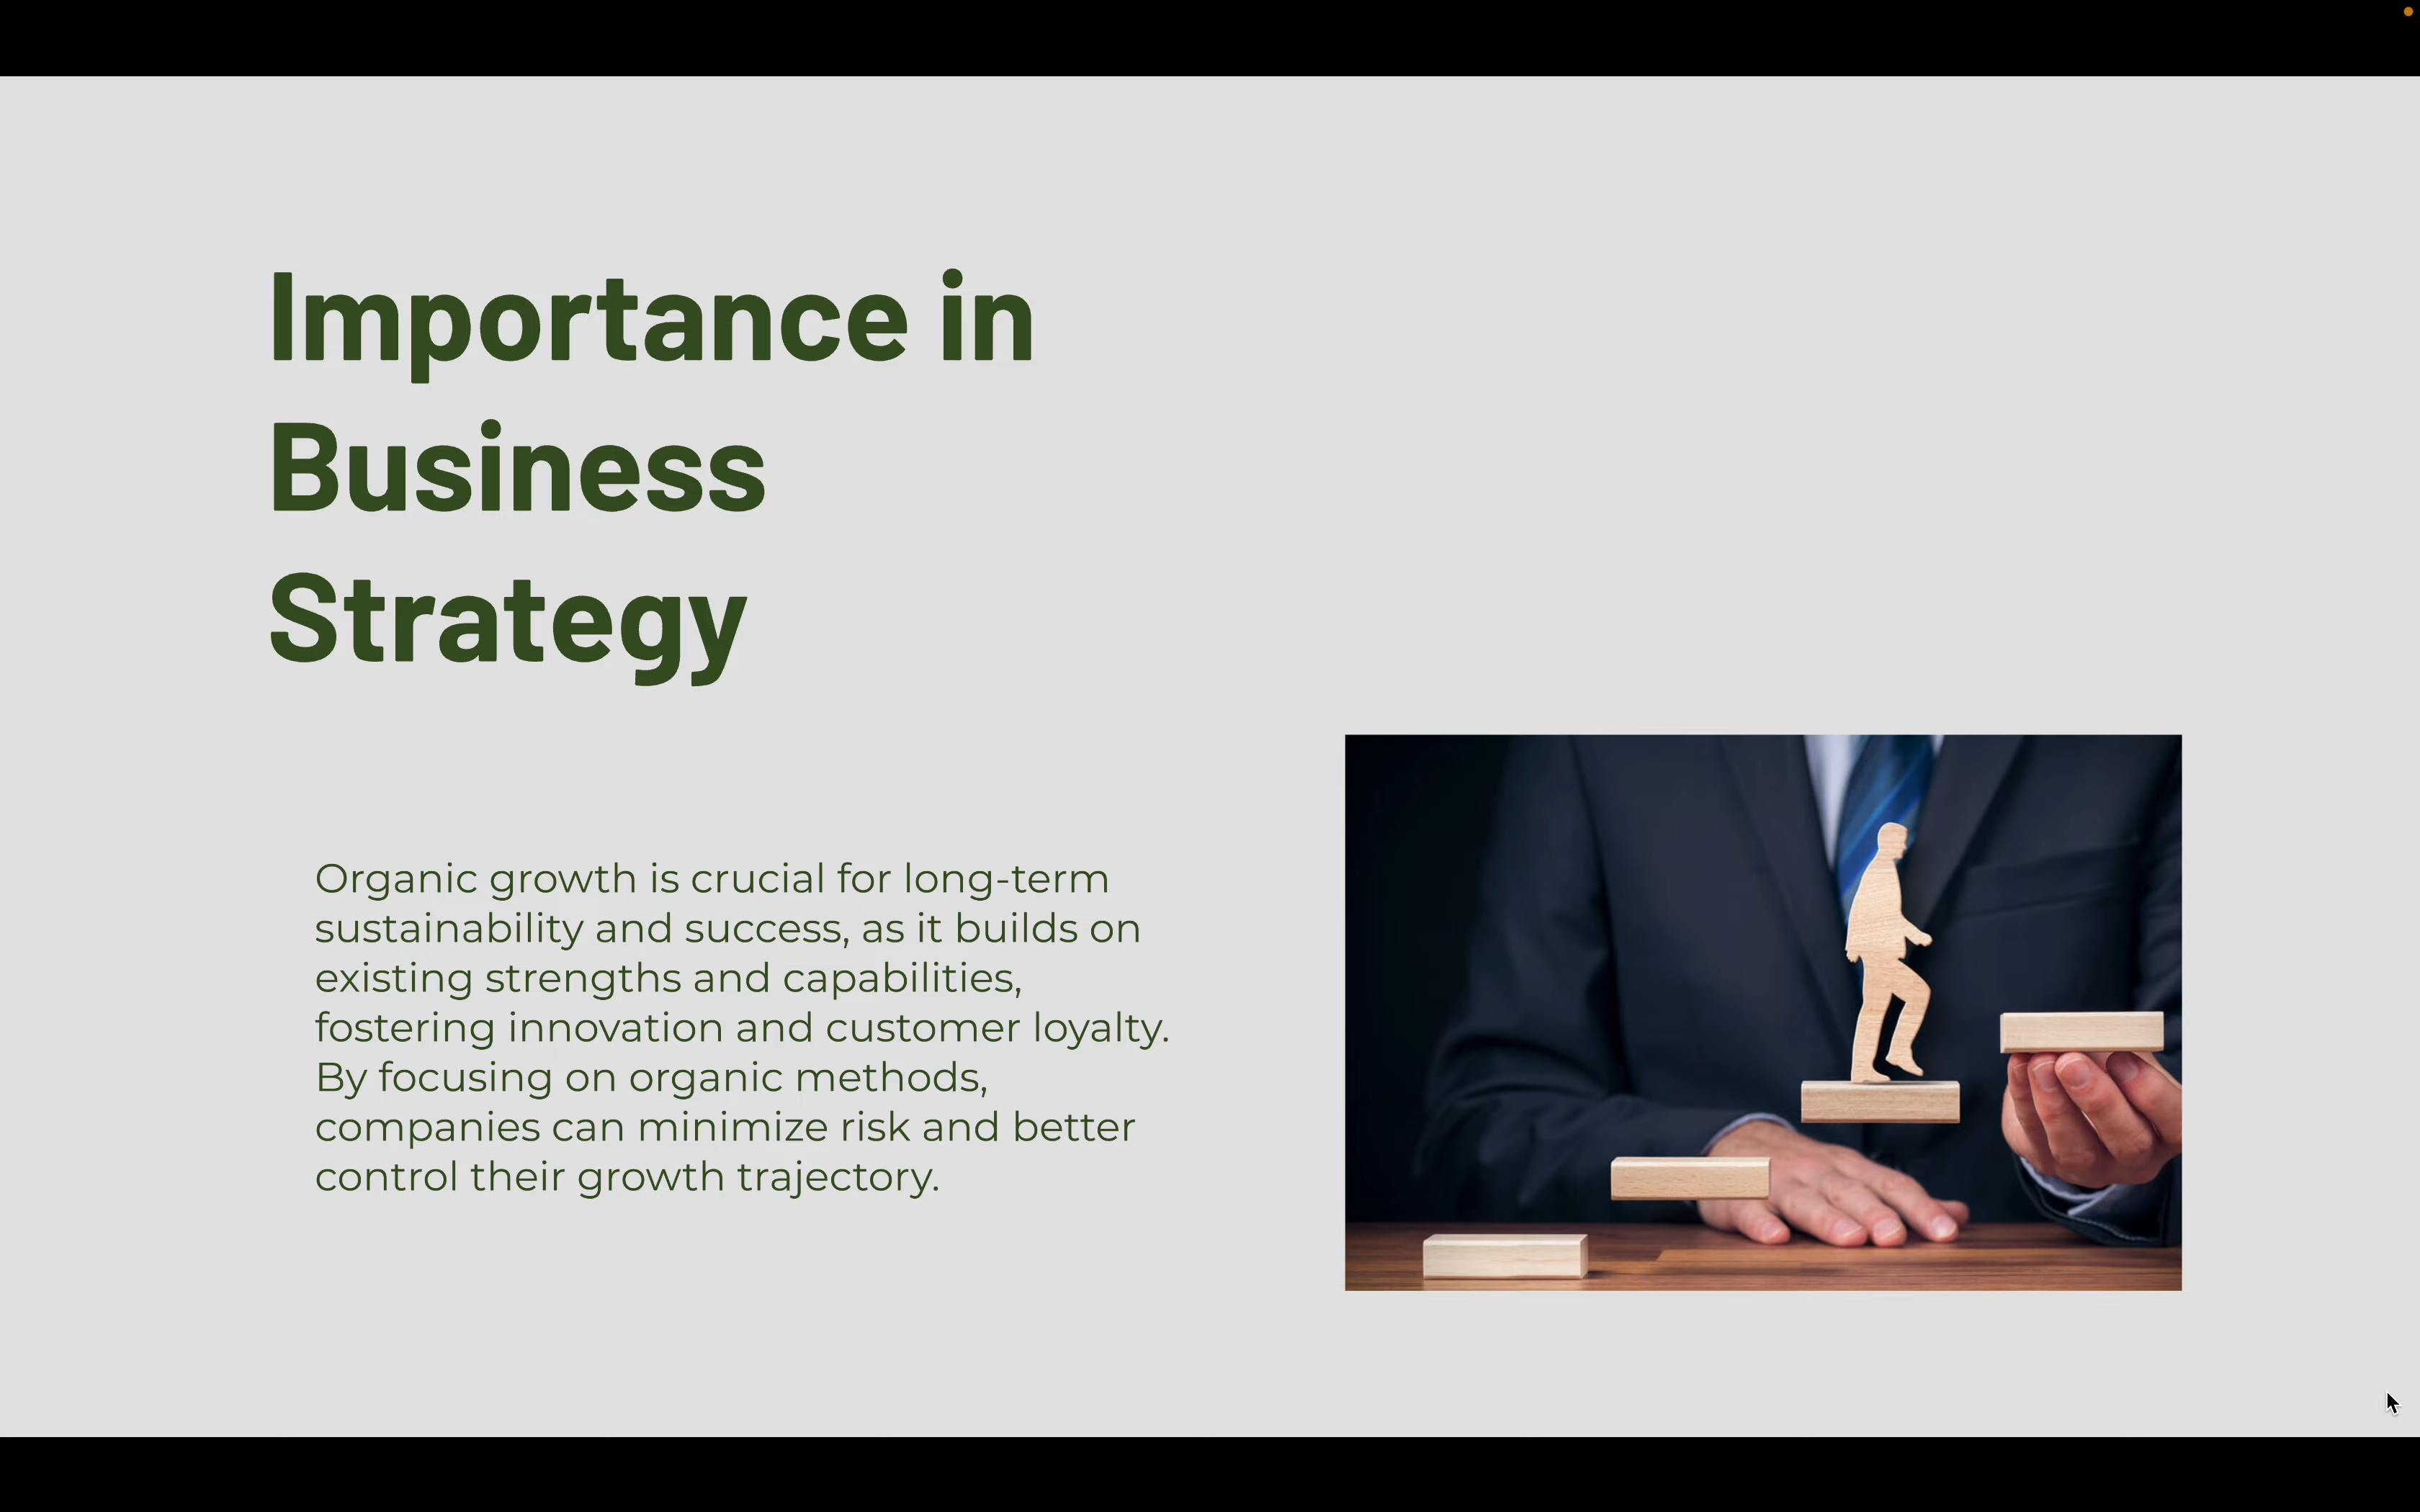 Importance in
Business
Strategy
Organic growth is crucial for long-term
sustainability and success, as it builds on
existing strengths and capabilities,
fostering innovation and customer loyalty.
By focusing on organic methods,
companies can minimize risk and better
control their growth trajectory.